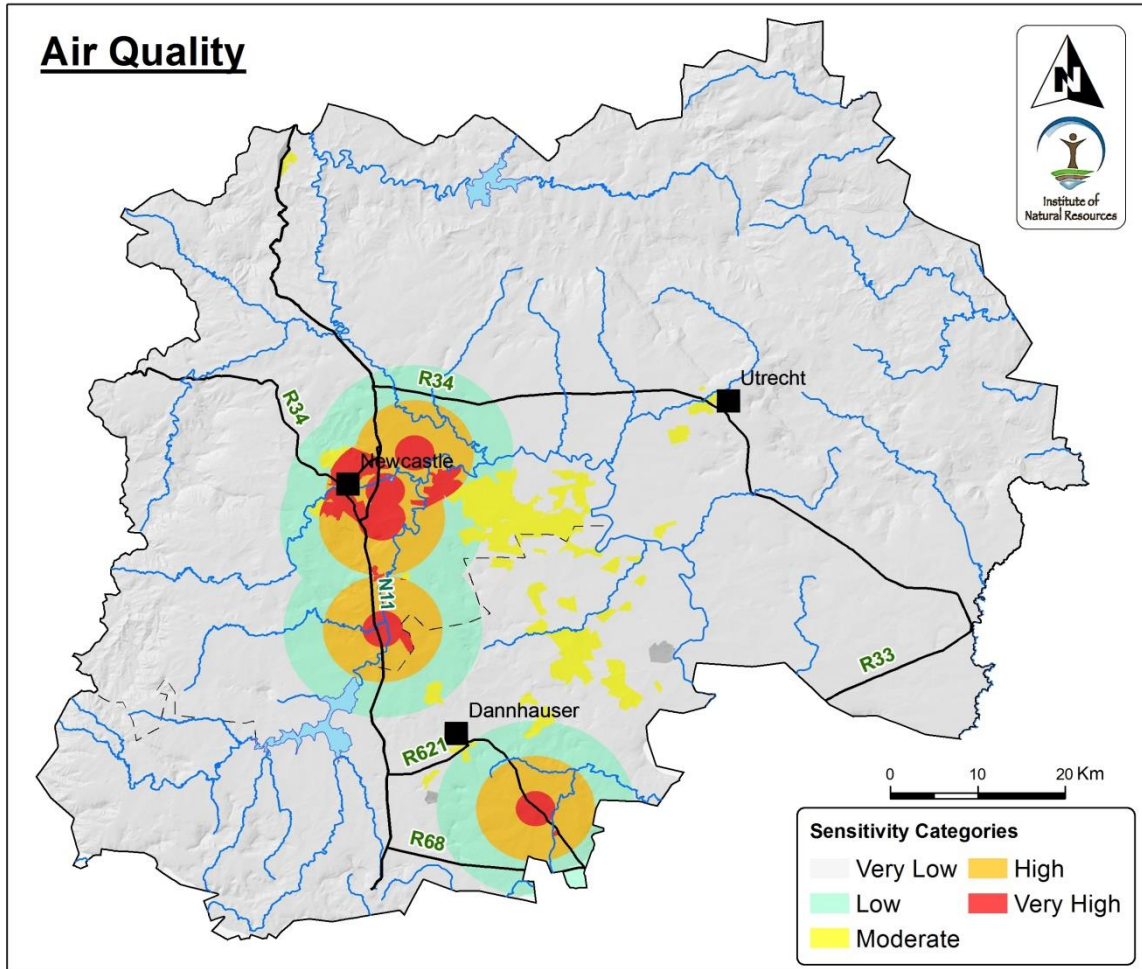 Air Quality
N
Institute of
Natural Resources
R34
R34
Utrecht
Newcastle
N11
R33
Dannhauser
R621
R68
0 10 20 Km
Sensitivity Categories
Very Low
High
Low
Very High
Moderate